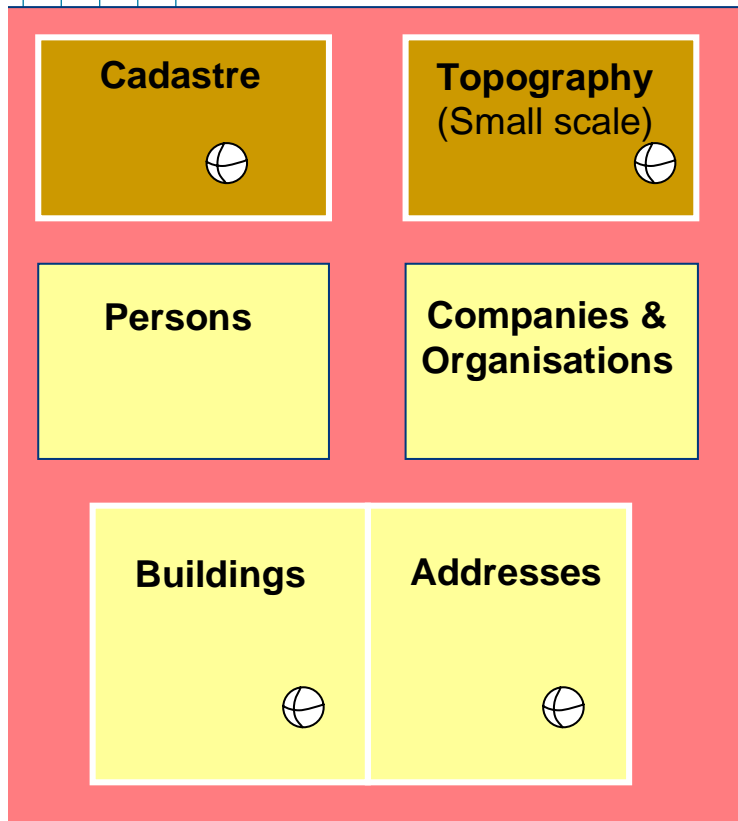 Cadastre
Topography
(Small scale)
Persons
Companies &
Organisations
Buildings
Addresses